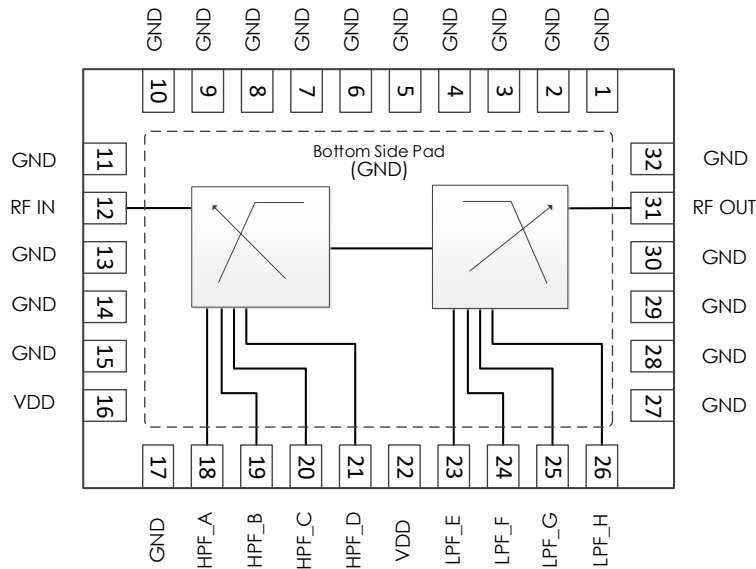 GND GND GND GND GND GND GND GND GND GND
10 9 8 7 6 5 4 3 2 1
Bottom Side Pad
(GND)
GND 11
RF IN 12
GND 13
GND 14
GND 15
VDD 16
32 GND
31 RF OUT
30 GND
29 GND
28 GND
27 GND
17 18 19 20 21 22 23 24 25 26
GND HPF_A HPF_B HPF_C HPF_D VDD LPF_E LPF_F LPF_G LPF_H